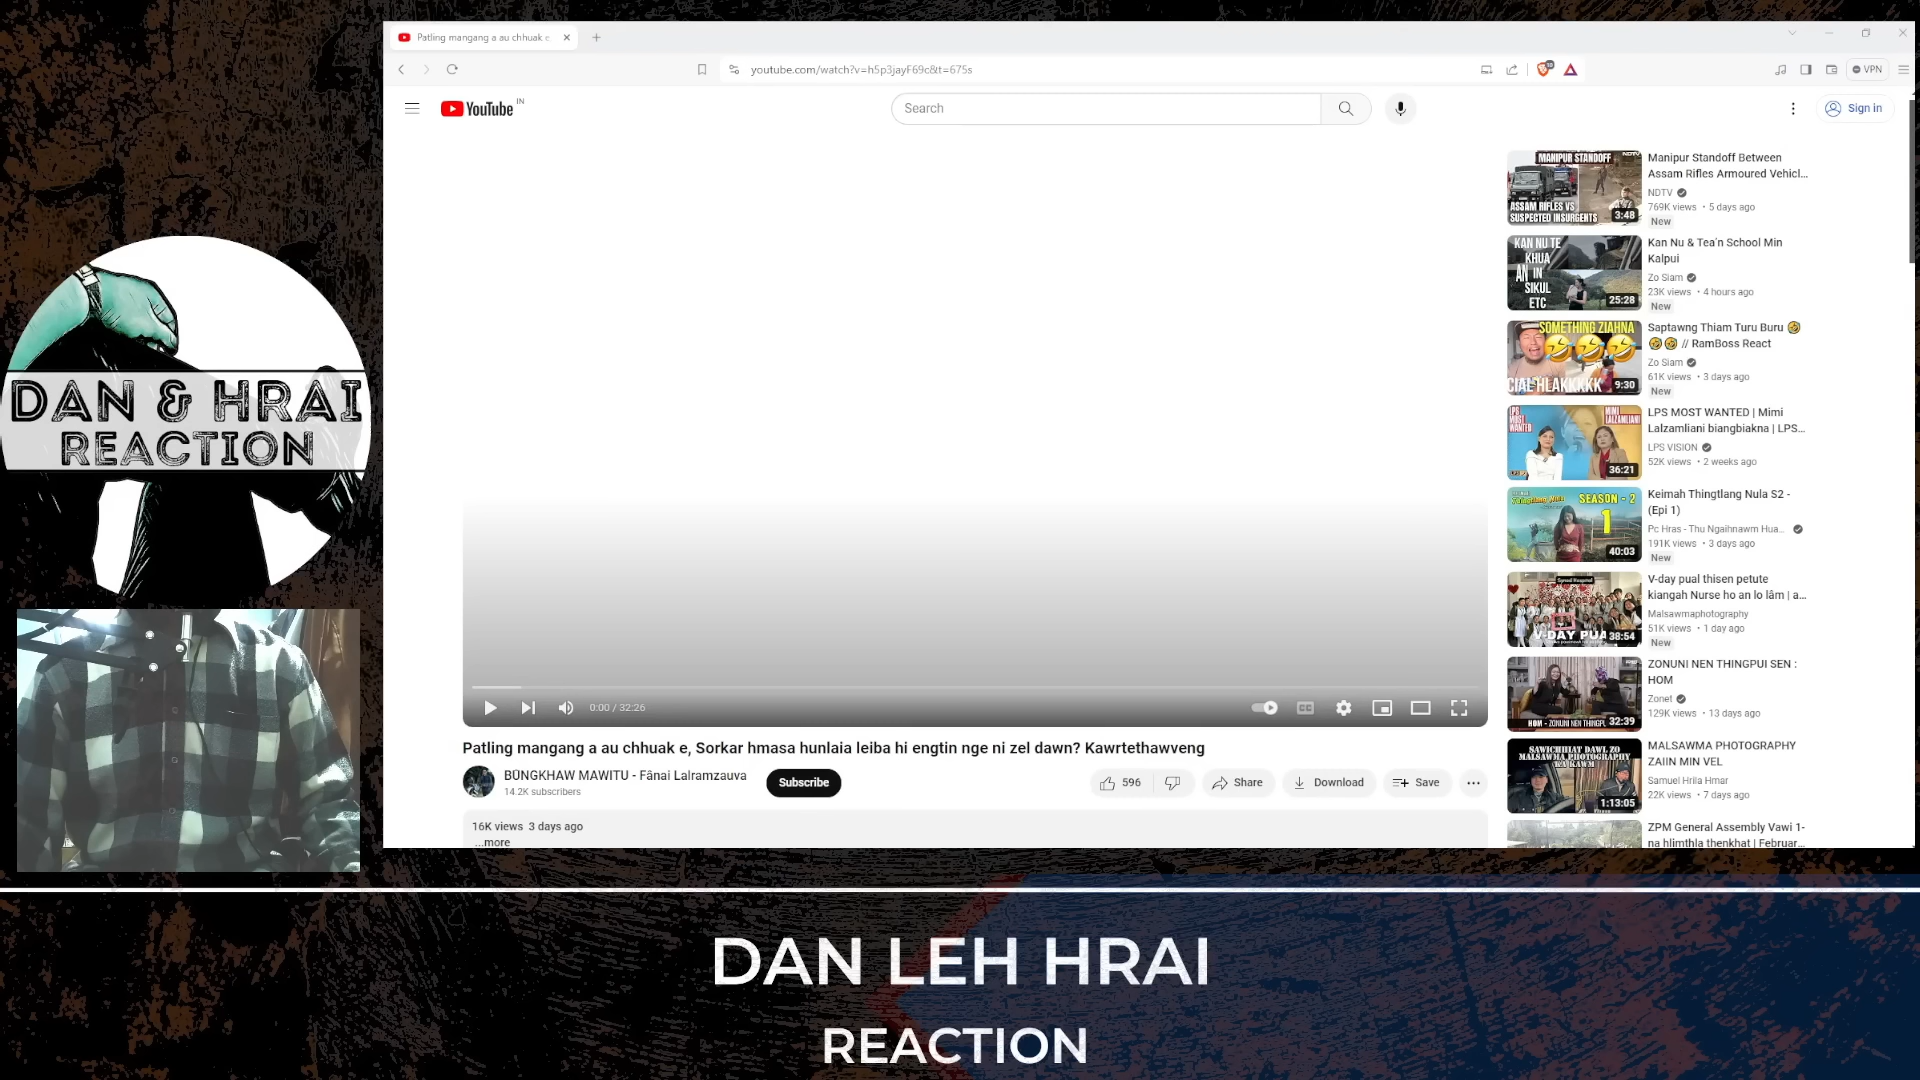 Patling mangang a au chhuak e
youtube.com/watch?v=h5p3jayF69c&t=675s
VPN
YouTube IN
Search
Sign in
DAN & HRAI
REACTION
0:00 / 32:26
Patling mangang a au chhuak e, Sorkar hmasa hunlaia leiba hi engtin nge ni zel dawn? Kawrtethawveng
BÛNGKHAW MAWITU - Fânai Lalramzauva
14.2K subscribers
Subscribe
596
Share
Download
Save
16K views 3 days ago
...more
MANIPUR STANDOFF
NDTV
ASSAM RIFLES VS
SUSPECTED INSURGENTS
3:48
Manipur Standoff Between
Assam Rifles Armoured Vehicl...
NDTV
769K views • 5 days ago
New
KAN NU TE
KHUA
AN IN
SIKUL
ETC
25:28
Kan Nu & Tea'n School Min
Kalpui
Zo Siam
23K views • 4 hours ago
New
SOMETHING ZIAHNA
CIAL HLAKKKKK
9:30
Saptawng Thiam Turu Buru 🤣
🤣🤣 // RamBoss React
Zo Siam
61K views • 3 days ago
New
LPS
MOST
WANTED
MIMI
LALZAMLIANI
36:21
LPS MOST WANTED | Mimi
Lalzamliani biangbiakna | LPS...
LPS VISION
52K views • 2 weeks ago
SEASON - 2
1
40:03
Keimah Thingtlang Nula S2 -
(Epi 1)
Pc Hras - Thu Ngaihnawm Hua...
191K views • 3 days ago
New
V-DAY PUA
38:54
V-day pual thisen petute
kiangah Nurse ho an lo lâm | a...
Malsawmaphotography
51K views • 1 day ago
New
HOM - ZONUNI NEN THINGPU
32:39
ZONUNI NEN THINGPUI SEN :
HOM
Zonet
129K views • 13 days ago
SAWICHHIAT DAWL ZO
MALSAWMA PHOTOGRAPHY
KA KAWM
1:13:05
MALSAWMA PHOTOGRAPHY
ZAIIN MIN VEL
Samuel Hrila Hmar
22K views • 7 days ago
ZPM General Assembly Vawi 1-
na hlimthla thenkhat | Februar...
DAN LEH HRAI
REACTION